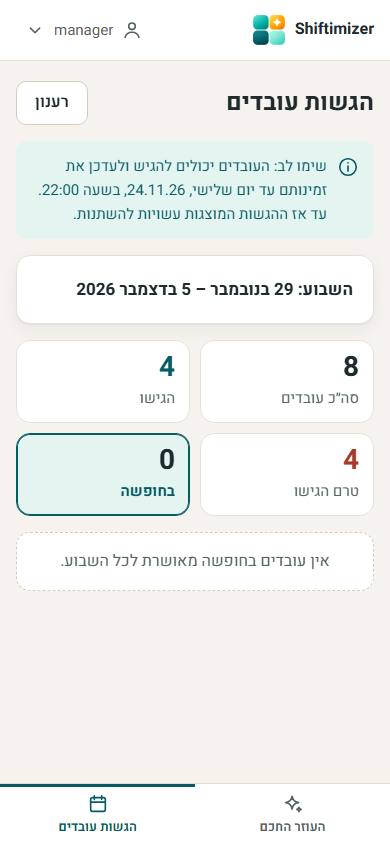 Shiftimizer
manager
הגשות עובדים
רענון
שימו לב: העובדים יכולים להגיש ולעדכן את
זמינותם עד יום שלישי, 24.11.26, בשעה 22:00.
עד אז ההגשות המוצגות עשויות להשתנות.
השבוע: 29 בנובמבר – 5 בדצמבר 2026
8
סה״כ עובדים
4
הגישו
4
טרם הגישו
0
בחופשה
אין עובדים בחופשה מאושרת לכל השבוע.
העוזר החכם
הגשות עובדים